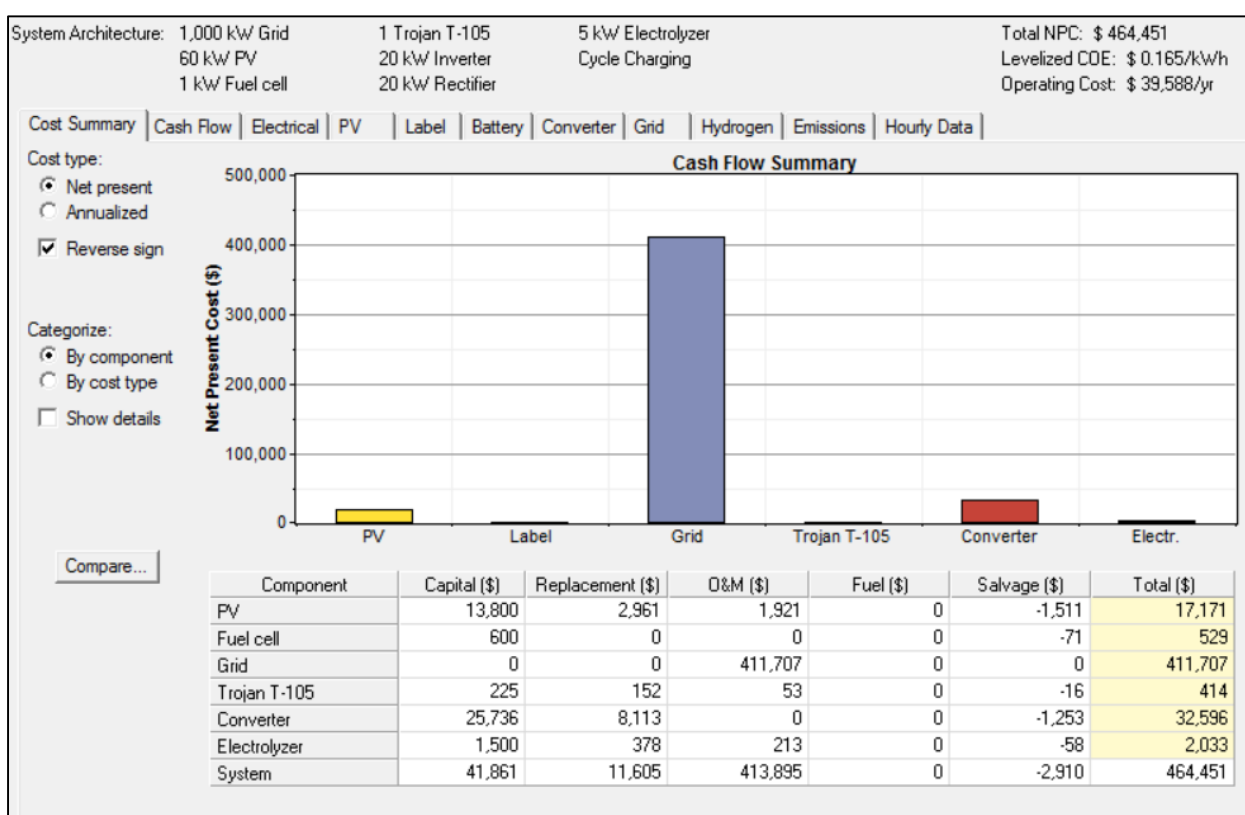 System Architecture: 1,000 kW Grid 1 Trojan T-105 5 kW Electrolyzer Total NPC: $ 464,451
60 kW PV 20 kW Inverter Cycle Charging Levelized COE: $ 0.165/kWh
1 kW Fuel cell 20 kW Rectifier Operating Cost: $ 39,588/yr
Cost Summary Cash Flow Electrical PV Label Battery Converter Grid Hydrogen Emissions Hourly Data
Cost type:
Net present
Annualized
Reverse sign
Categorize:
By component
By cost type
Show details
Compare...
Cash Flow Summary
Net Present Cost ($)
500,000
400,000
300,000
200,000
100,000
0
PV Label Grid Trojan T-105 Converter Electr.
Component Capital ($) Replacement ($) O&M ($) Fuel ($) Salvage ($) Total ($)
PV 13,800 2,961 1,921 0 -1,511 17,171
Fuel cell 600 0 0 0 -71 529
Grid 0 0 411,707 0 0 411,707
Trojan T-105 225 152 53 0 -16 414
Converter 25,736 8,113 0 0 -1,253 32,596
Electrolyzer 1,500 378 213 0 -58 2,033
System 41,861 11,605 413,895 0 -2,910 464,451